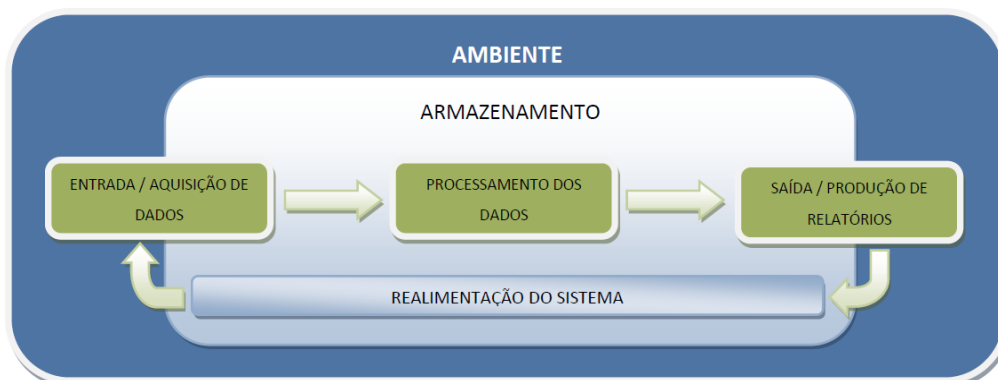 AMBIENTE
ARMAZENAMENTO
ENTRADA / AQUISIÇÃO DE
DADOS
PROCESSAMENTO DOS
DADOS
SAÍDA / PRODUÇÃO DE
RELATÓRIOS
REALIMENTAÇÃO DO SISTEMA